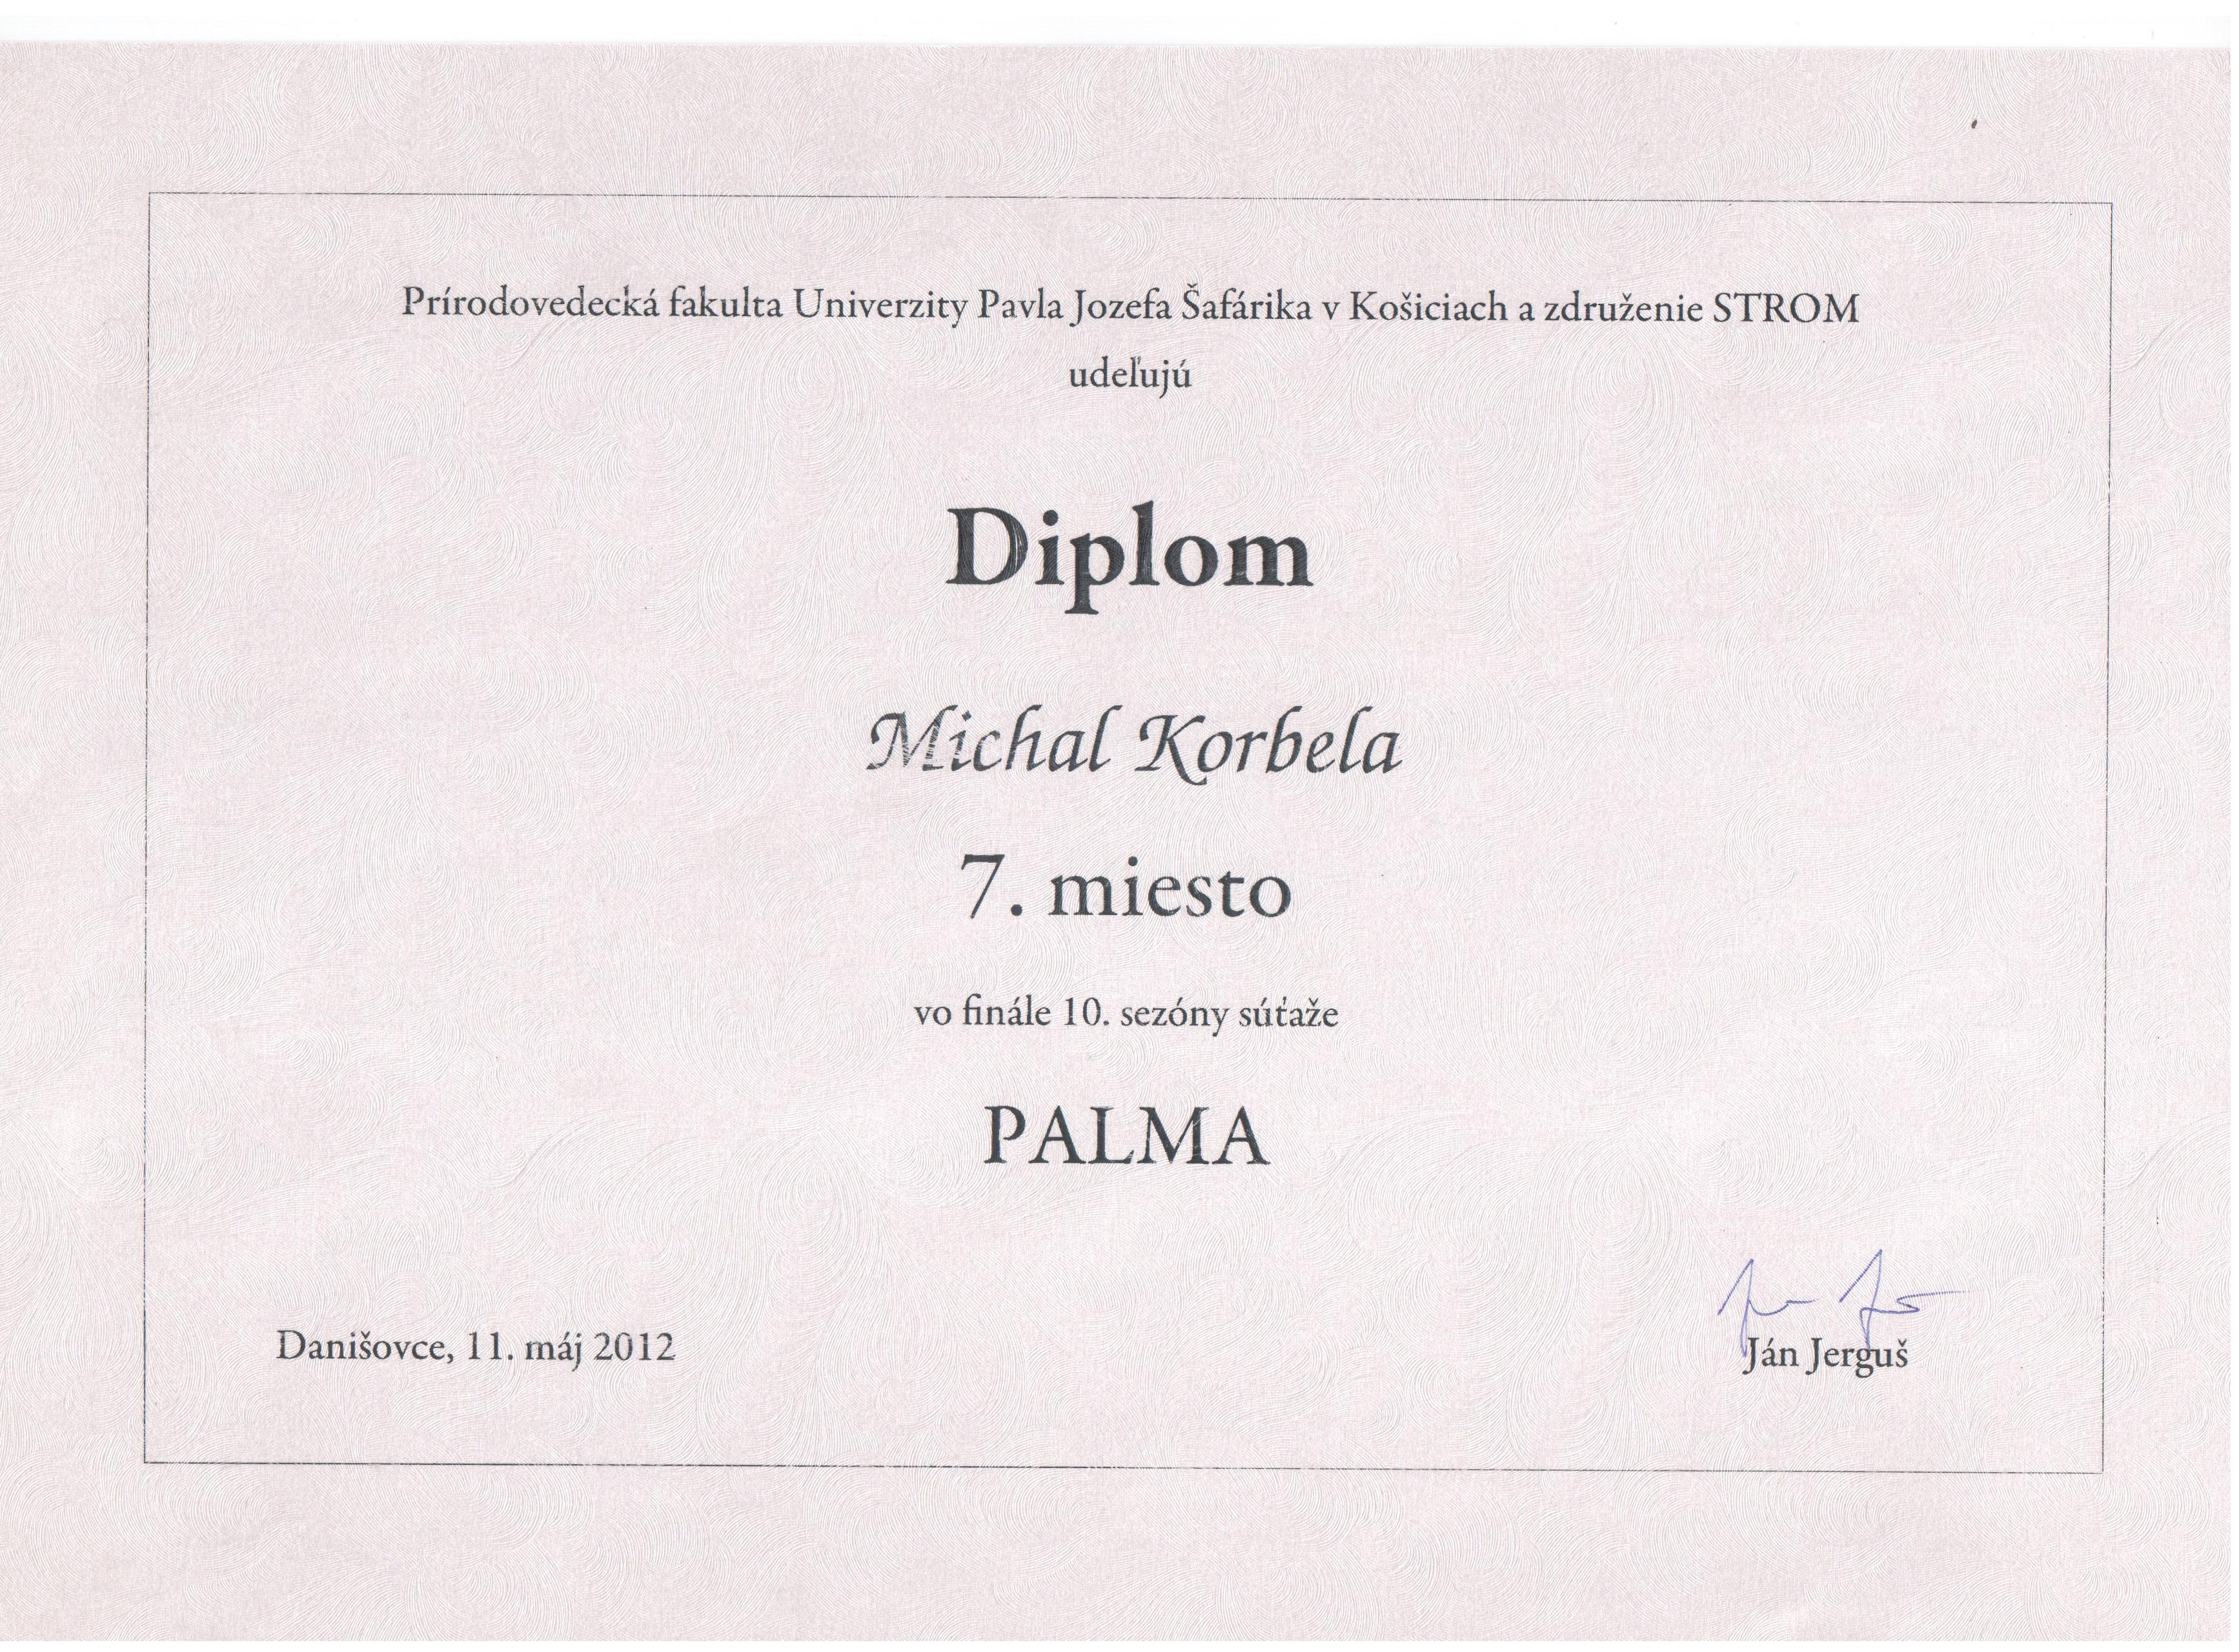 Prírodovedecká fakulta Univerzity Pavla Jozefa Šafárika v Košiciach a združenie STROM
udeľujú
Diplom
Michal Korbela
7. miesto
vo finále 10. sezóny súťaže
PALMA
Danišovce, 11. máj 2012
Ján Jerguš